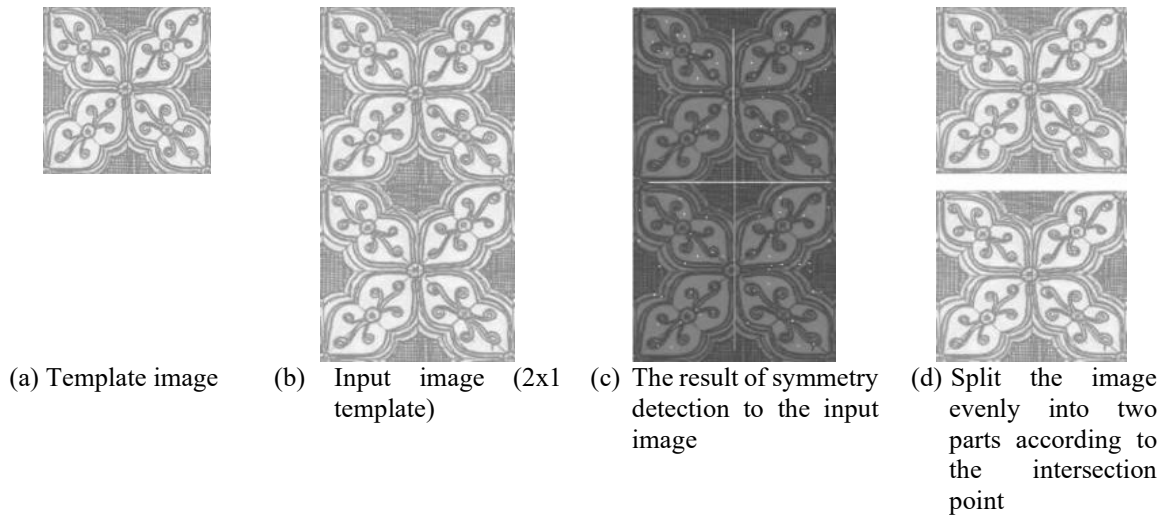 (a) Template image
(b) Input image (2x1
template)
(c) The result of symmetry
detection to the input
image
(d) Split the image
evenly into two
parts according to
the intersection
point